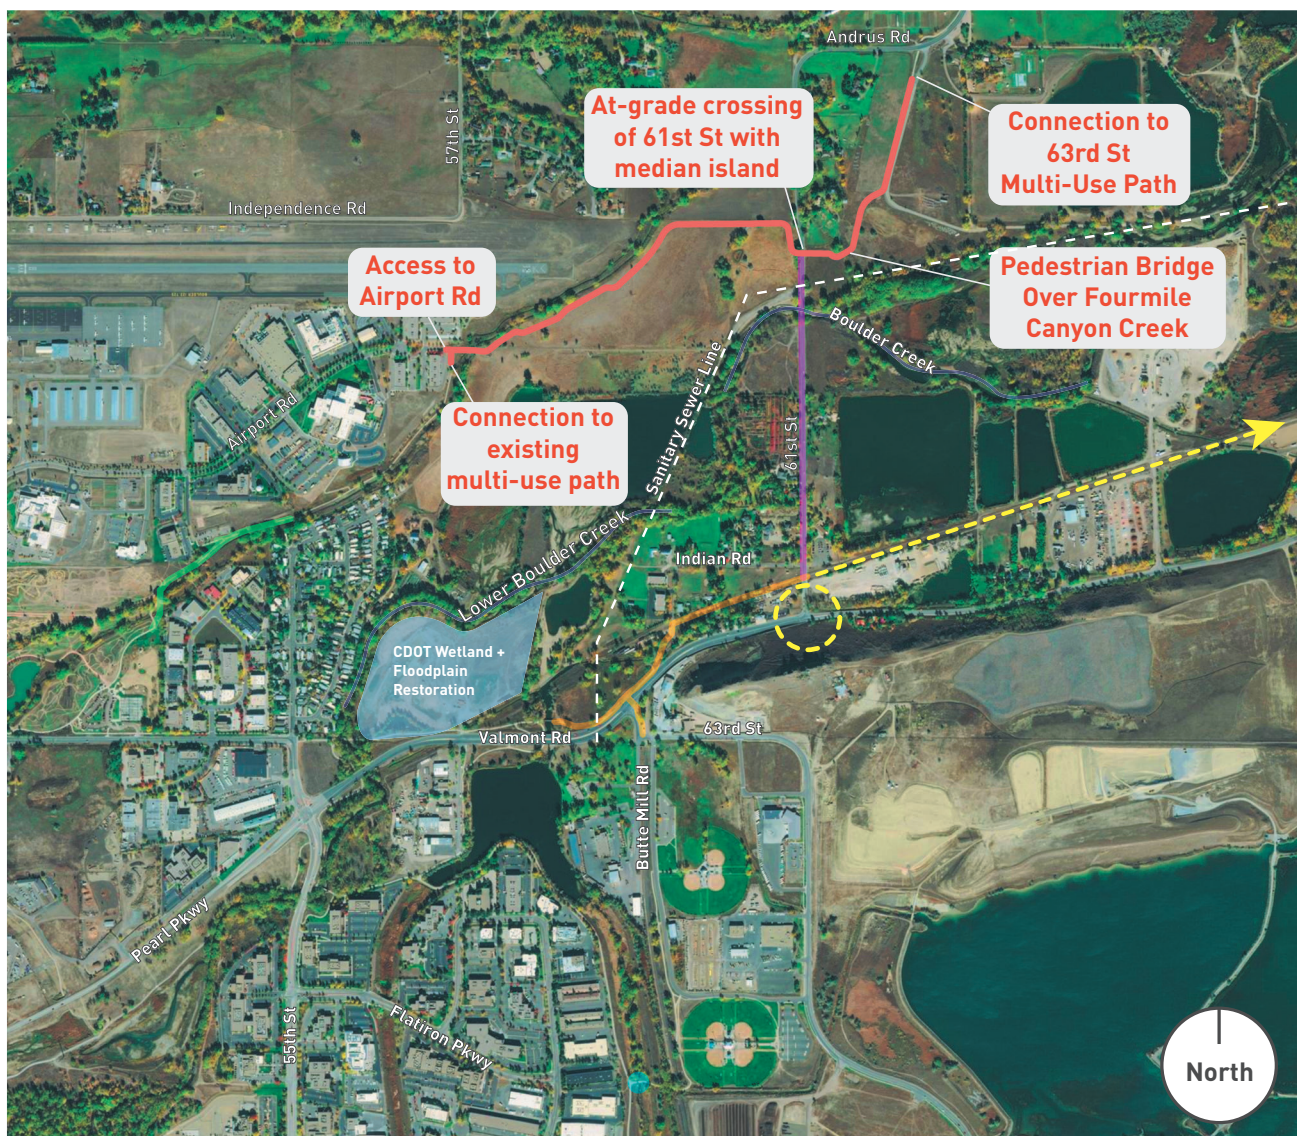 Andrus Rd
57th St
At-grade crossing
of 61st St with
median island
Connection to
63rd St
Multi-Use Path
Independence Rd
Access to
Airport Rd
Pedestrian Bridge
Over Fourmile
Canyon Creek
Boulder Creek
Sanitary Sewer Line
Airport Rd
Connection to
existing
multi-use path
61st St
Lower Boulder Creek
Indian Rd
CDOT Wetland +
Floodplain
Restoration
Valmont Rd
63rd St
Butte Mill Rd
Pearl Pkwy
55th St
Flatiron Pkwy
North